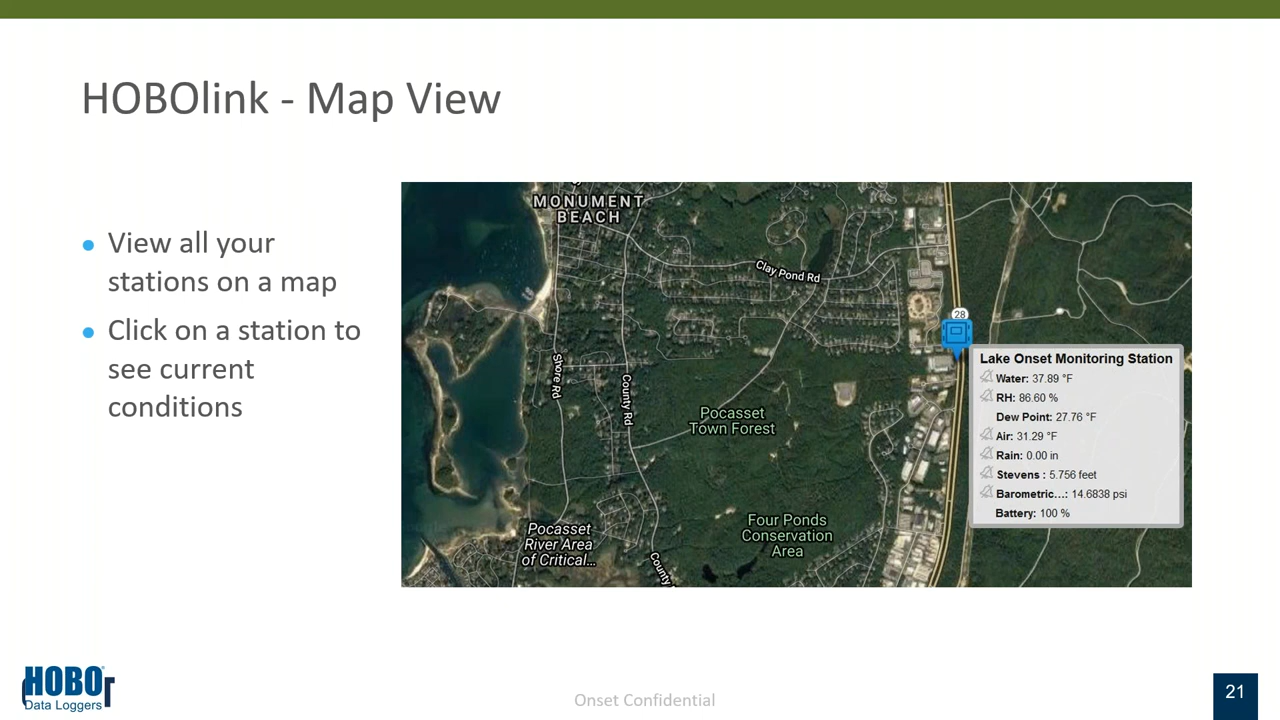 HOBOlink - Map View
● View all your
stations on a map
● Click on a station to
see current
conditions
MONUMENT
BEACH
Clay Pond Rd
28
Shore Rd
County Rd
Pocasset
Town Forest
Lake Onset Monitoring Station
Water: 37.89 °F
RH: 86.60 %
Dew Point: 27.76 °F
Air: 31.29 °F
Rain: 0.00 in
Stevens : 5.756 feet
Barometric...: 14.6838 psi
Battery: 100 %
Pocasset
River Area
of Critical...
Four Ponds
Conservation
Area
County
HOBO®
Data Loggers
Onset Confidential
21